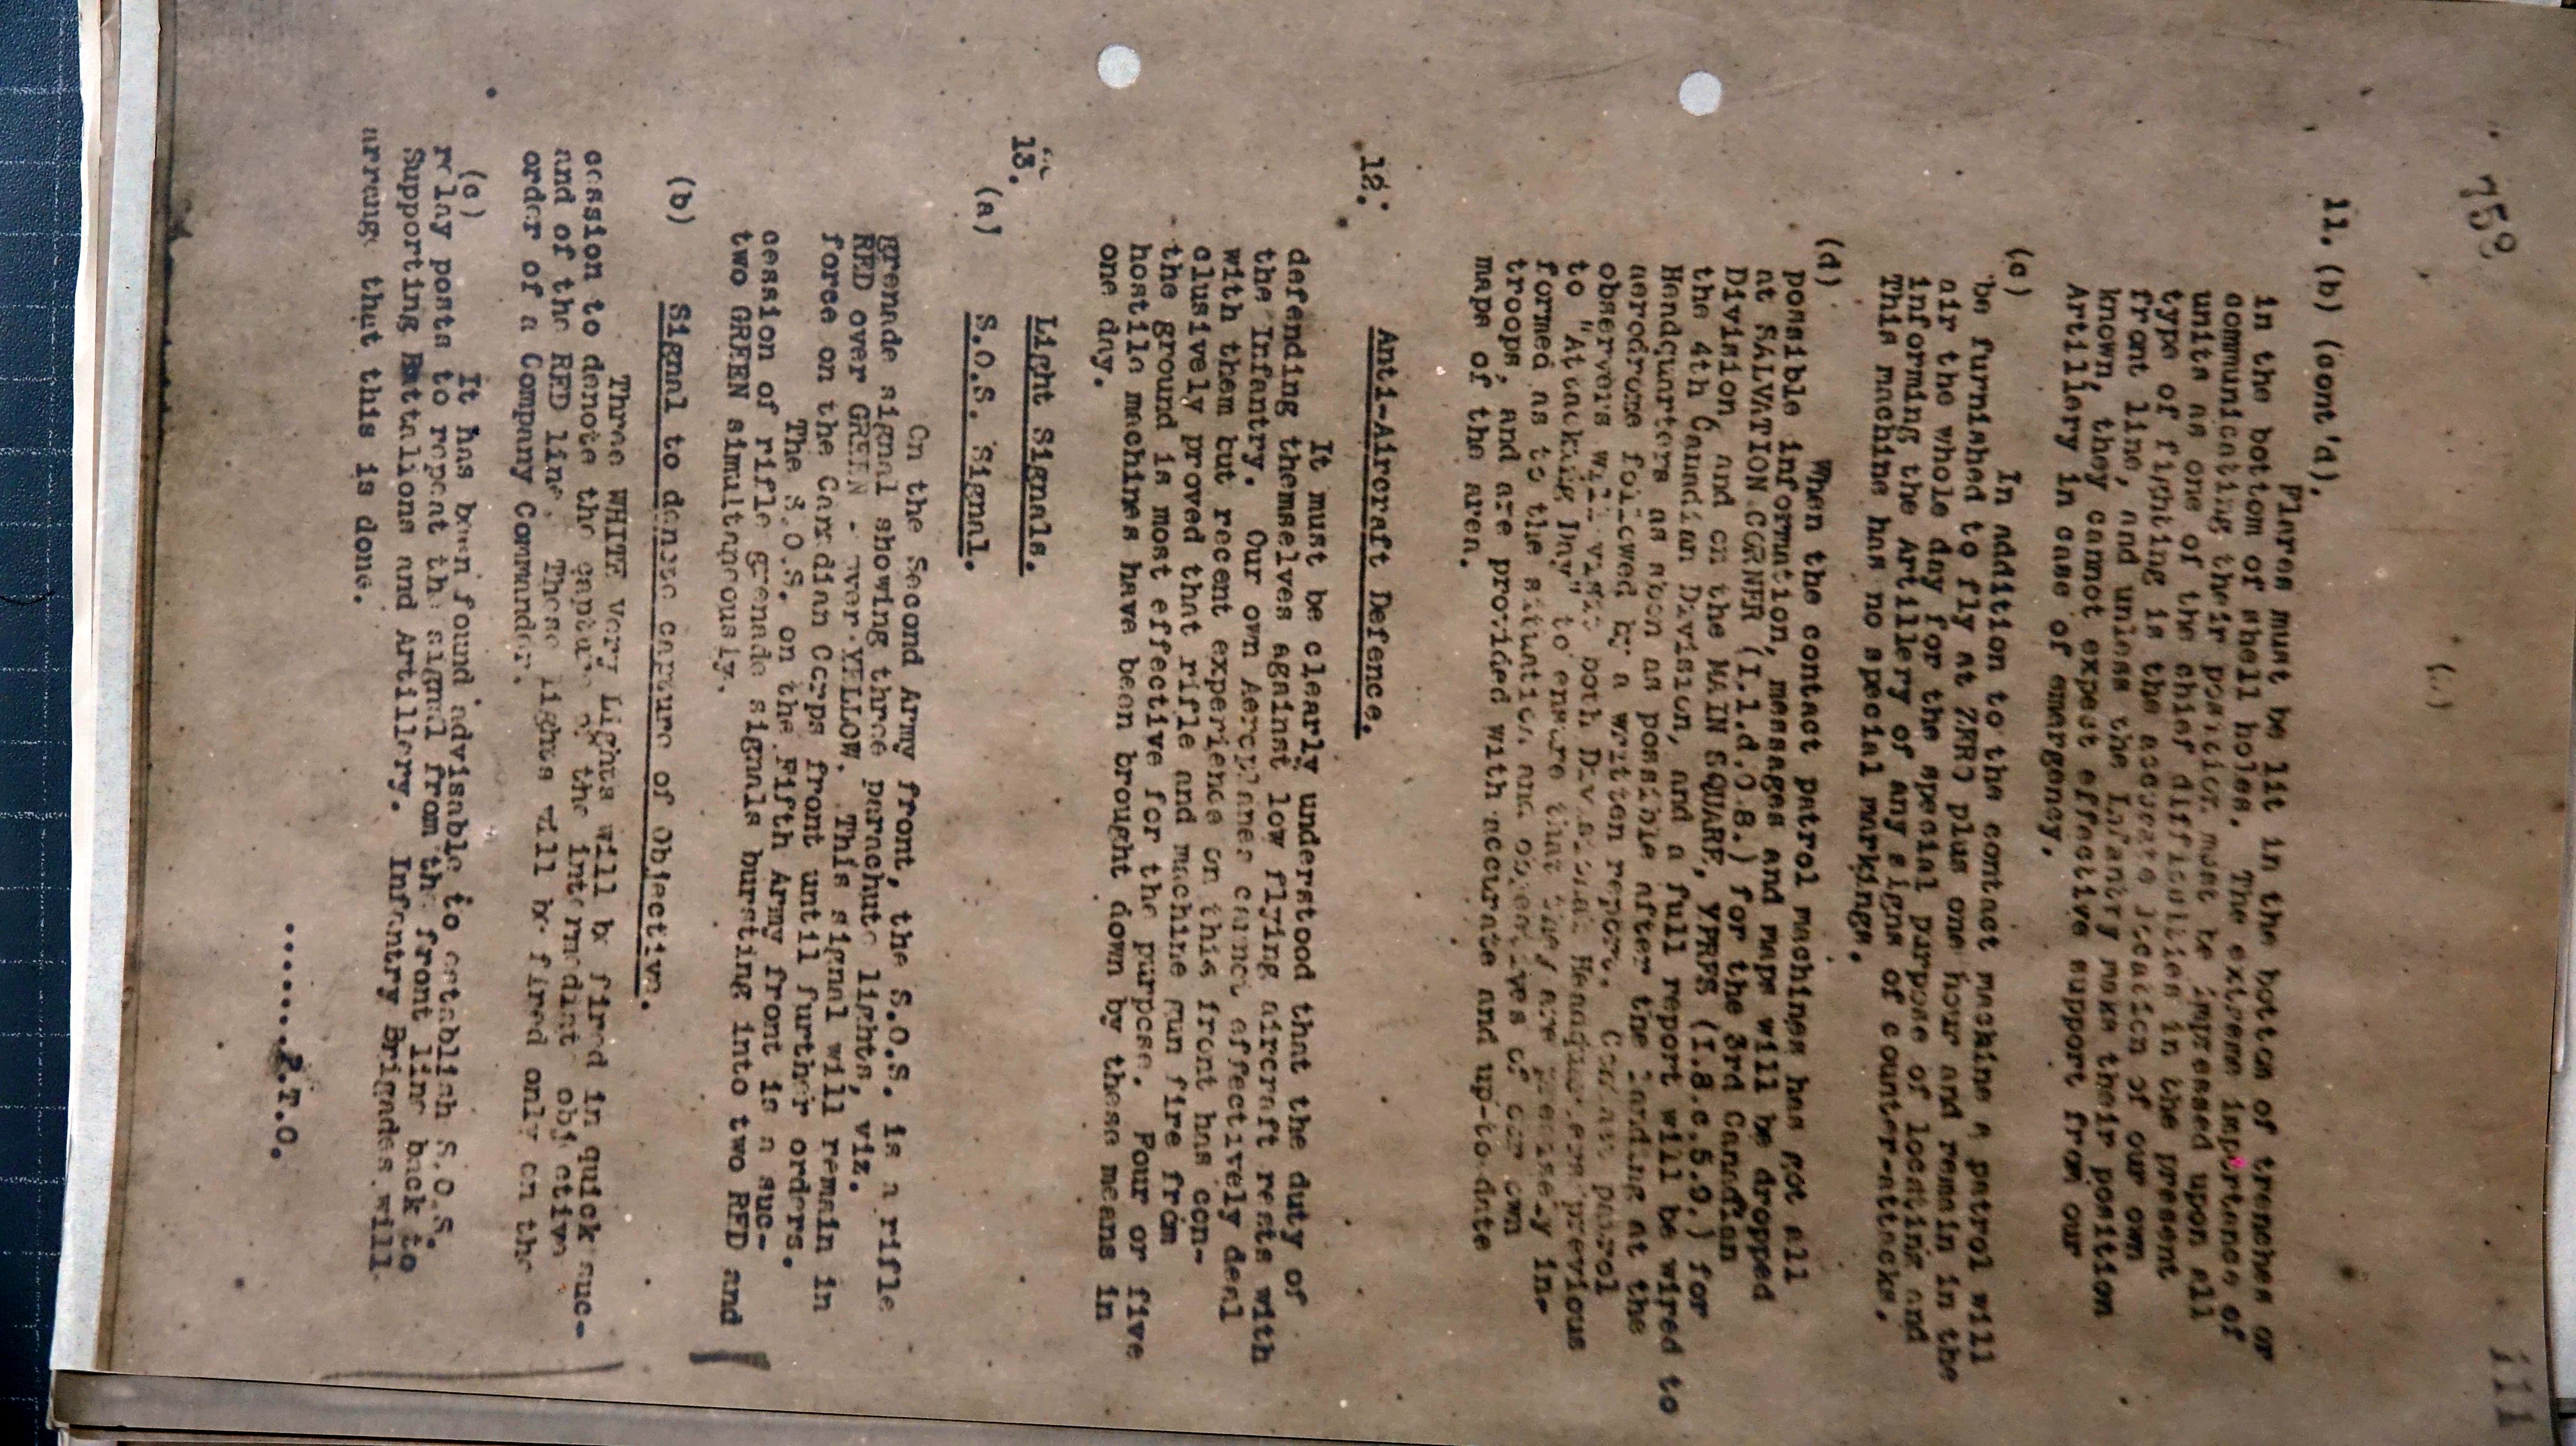 759
111
11. (b) (cont'd).
Flares must be lit in the bottom of trenches or
in the bottom of shell holes. The extreme importance of
communicating their position must be impressed upon all
units as one of the chief difficulties in the present
type of fighting is the accurate location of our own
front line, and unless the Infantry make their position
known, they cannot expect effective support from our
Artillery in case of emergency.
(c) In addition to the contact machine a patrol will
be furnished to fly at ZERO plus one hour and remain in the
air the whole day for the special purpose of locating and
informing the Artillery of any signs of counter-attacks.
This machine has no special markings.
(d) When the contact patrol machines has got all
possible information, messages and maps will be dropped
at SALVATION CORNER (I.1.d.0.8.) for the 3rd Canadian
Division, and on the MAIN SQUARE, YPRES (I.8.c.5.9.) for
the 4th Canadian Division, and a full report will be wired to
Headquarters as soon as possible after the landing at the
aerodrome followed by a written report. Contact patrol
observers will visit both Divisional Headquarters previous
to "Attacking Day" to ensure that they are precisely in-
formed as to the situation and objectives of our own
troops, and are provided with accurate and up-to-date
maps of the area.
12. Anti-Aircraft Defence.
It must be clearly understood that the duty of
defending themselves against low flying aircraft rests with
the Infantry. Our own Aeroplanes cannot effectively deal
with them but recent experience on this front has con-
clusively proved that rifle and machine gun fire from
the ground is most effective for the purpose. Four or five
hostile machines have been brought down by these means in
one day.
13. Light Signals.
(a) S.O.S. Signal.
On the Second Army front, the S.O.S. is a rifle
grenade signal showing three parachute lights, viz.
RED over GREEN - over YELLOW. This signal will remain in
force on the Canadian Corps front until further orders.
The S.O.S. on the Fifth Army front is a suc-
cession of rifle grenade signals bursting into two RED and
two GREEN simultaneously.
(b) Signal to denote capture of Objective.
Three WHITE Very Lights will be fired in quick suc-
cession to denote the capture of the intermediate objective
and of the RED line. These lights will be fired only on the
order of a Company Commander.
(c) It has been found advisable to establish S.O.S.
relay posts to repeat the signal from the front line back to
Supporting Battalions and Artillery. Infantry Brigades will
arrange that this is done.
.......P.T.O.